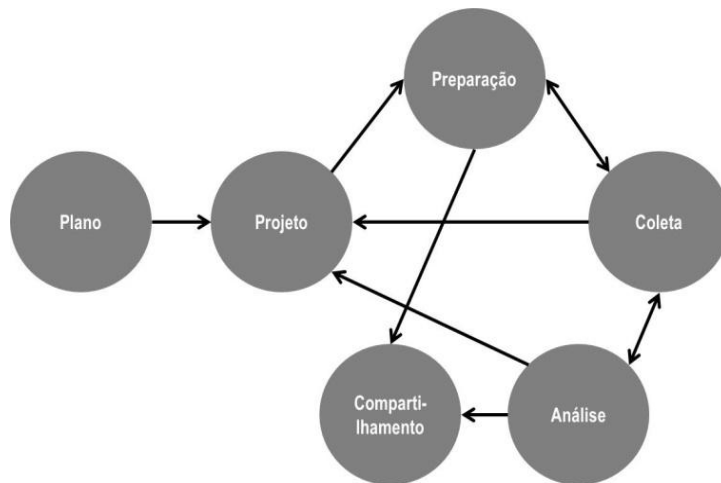 Preparação
Plano
Projeto
Coleta
Comparti-
lhamento
Análise